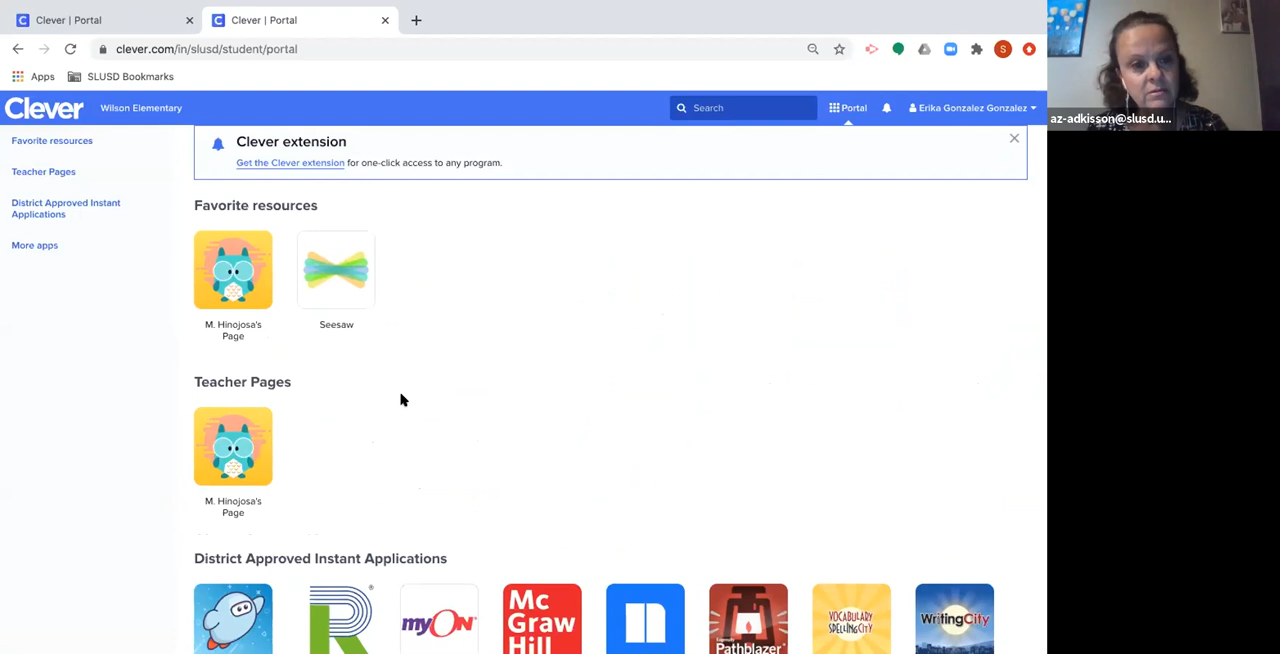 Clever | Portal
Clever | Portal
clever.com/in/slusd/student/portal
S
Apps
SLUSD Bookmarks
Clever
Wilson Elementary
Search
Portal
Erika Gonzalez Gonzalez
az-adkisson@slusd.u...
Favorite resources
Teacher Pages
District Approved Instant
Applications
More apps
Clever extension
Get the Clever extension for one-click access to any program.
Favorite resources
M. Hinojosa's
Page
Seesaw
Teacher Pages
M. Hinojosa's
Page
District Approved Instant Applications
R
myON
Mc
Graw
Hill
Pathblazer
VOCABULARY
SPELLINGCITY
WritingCity